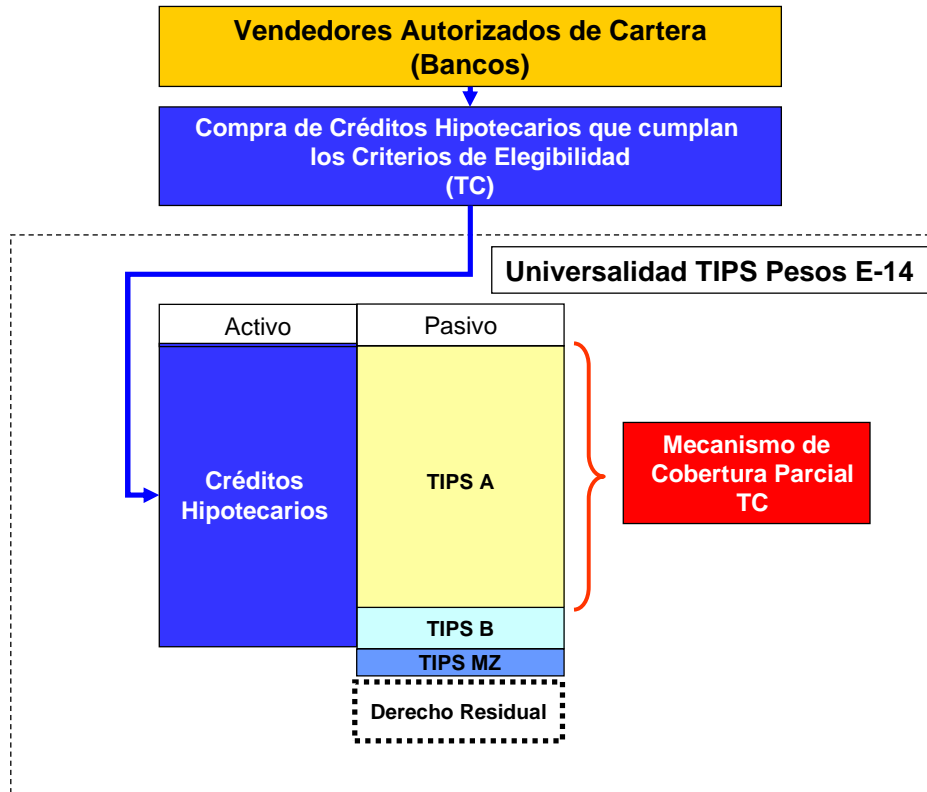 Vendedores Autorizados de Cartera
(Bancos)
Compra de Créditos Hipotecarios que cumplan
los Criterios de Elegibilidad
(TC)
Universalidad TIPS Pesos E-14
Activo
Pasivo
Créditos
Hipotecarios
TIPS A
Mecanismo de
Cobertura Parcial
TC
TIPS B
TIPS MZ
Derecho Residual